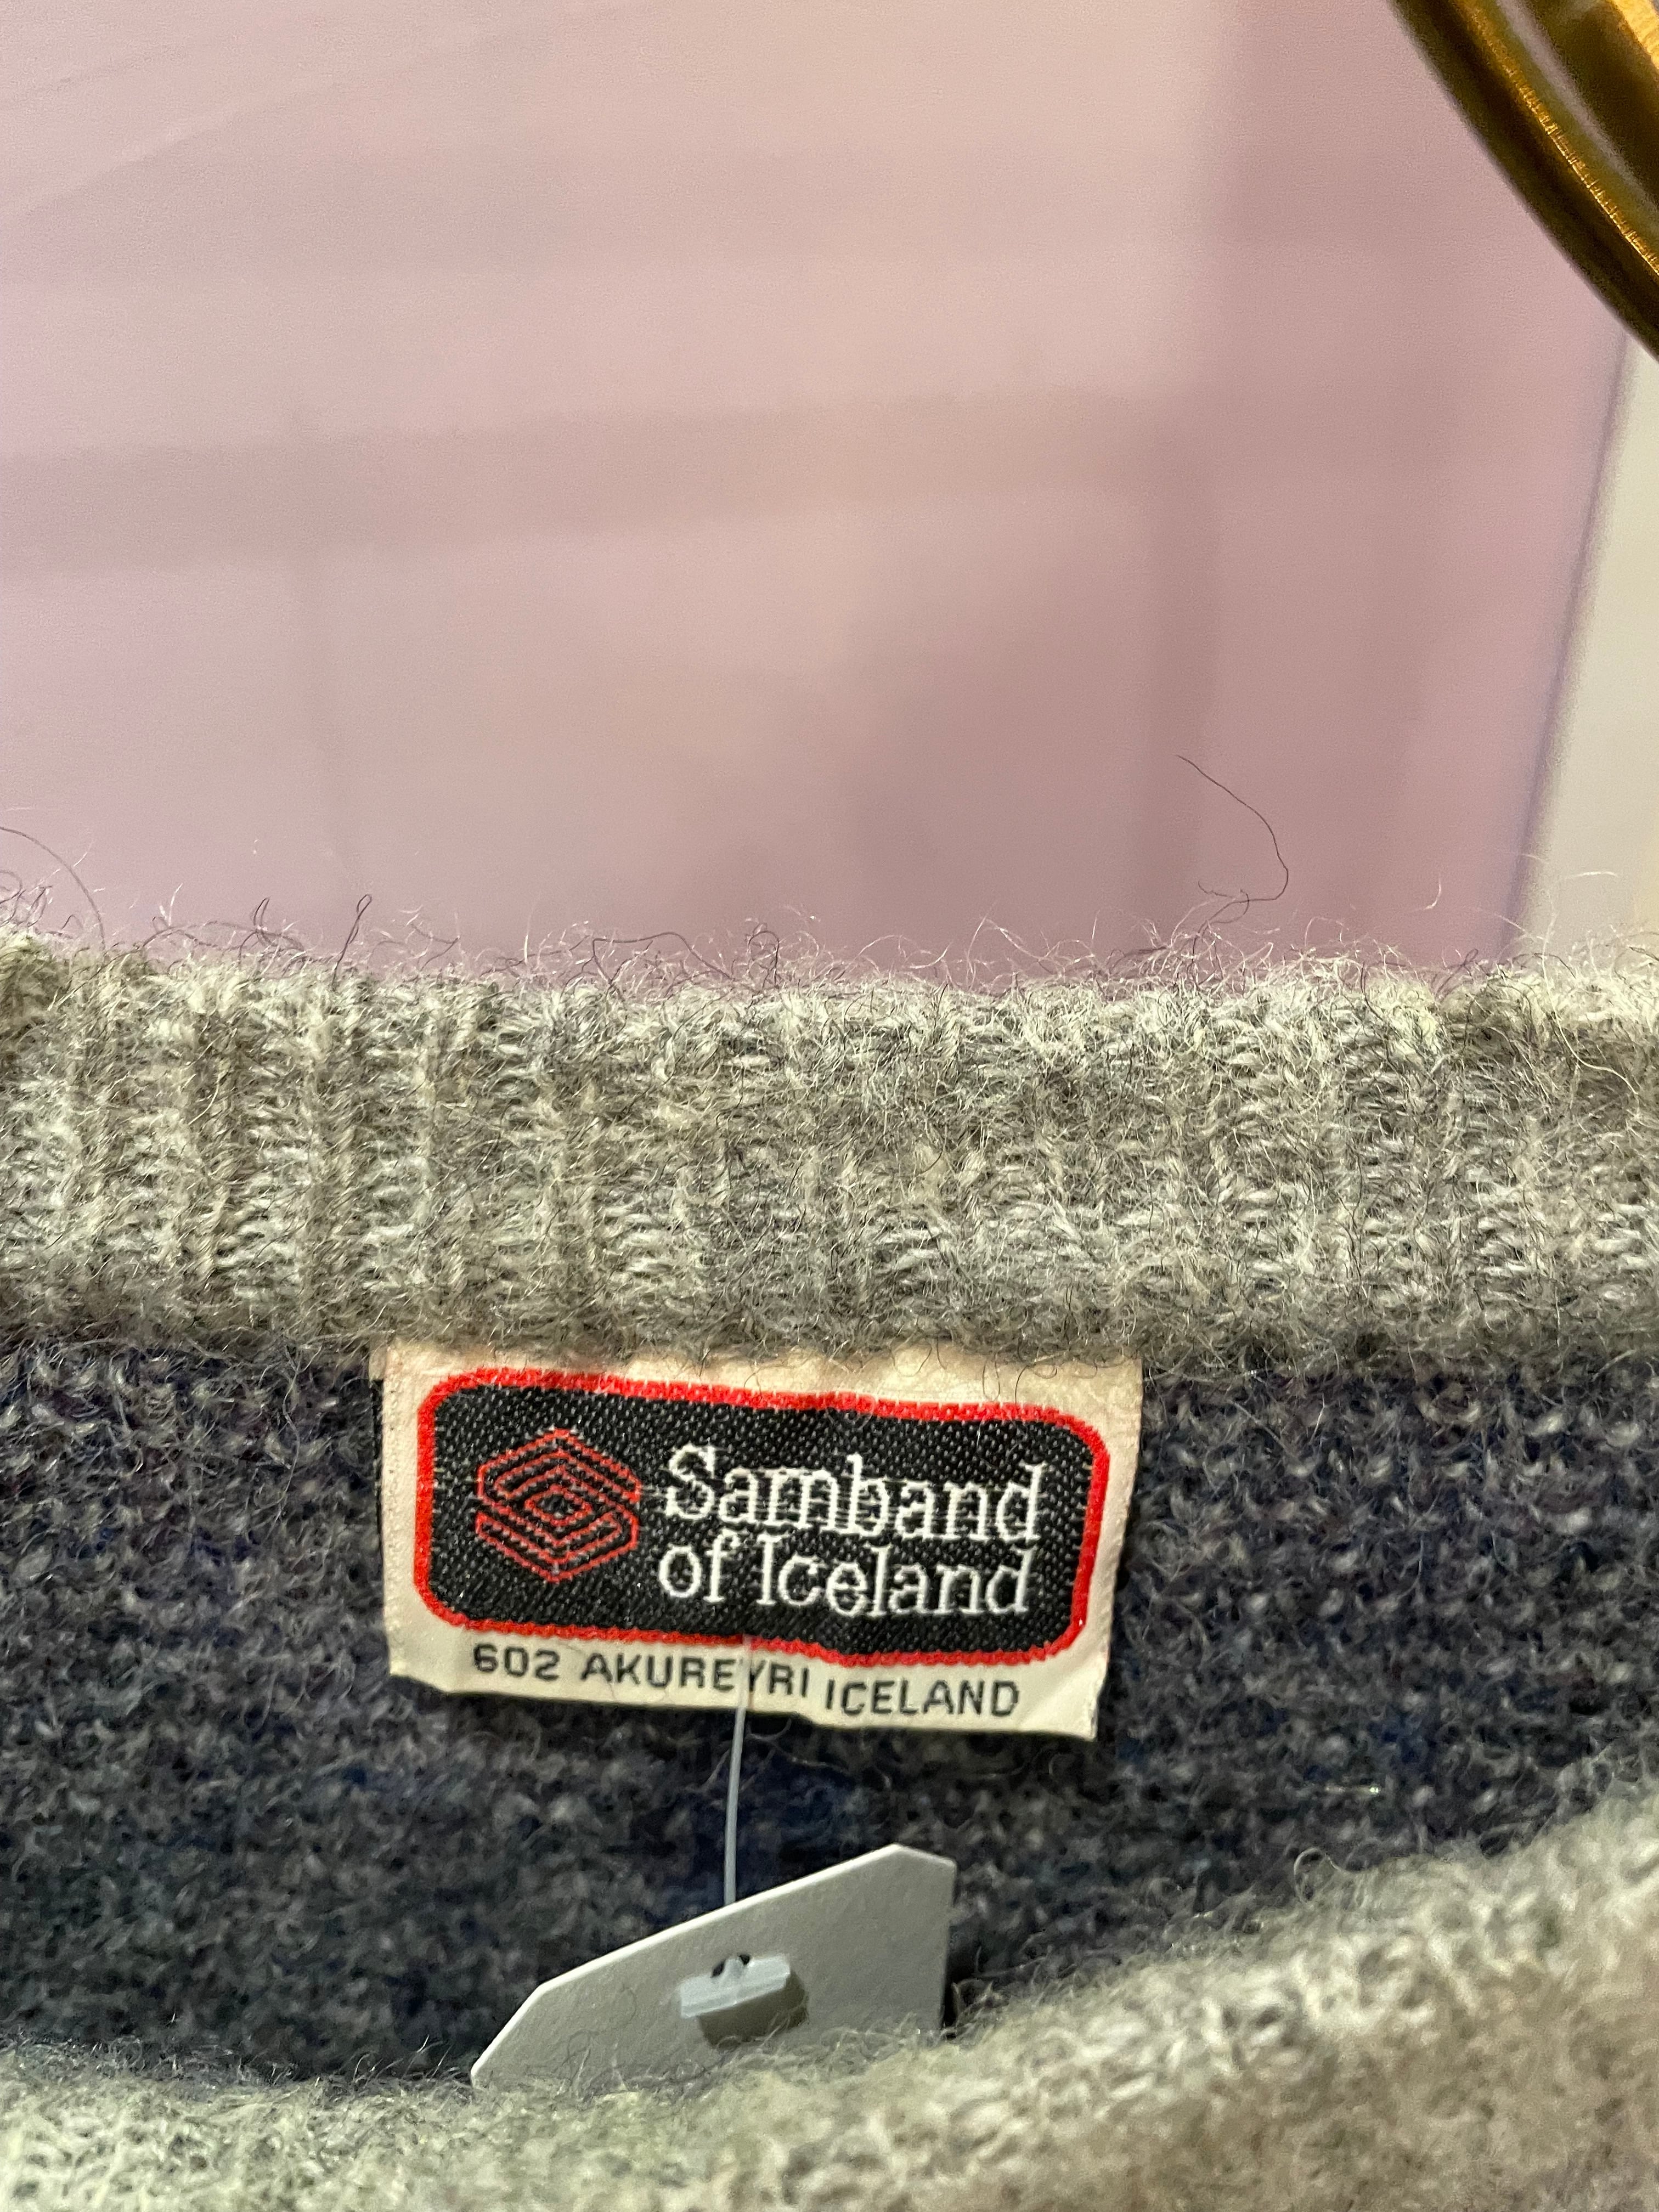 Samband
of Iceland
602 AKUREYRI ICELAND